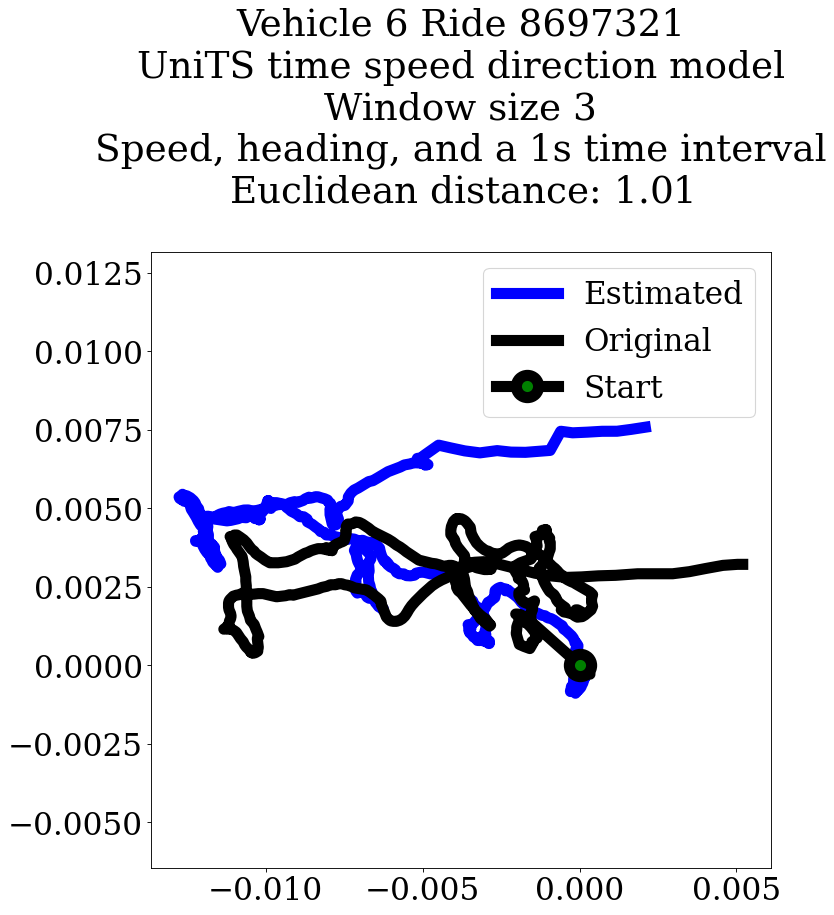 Vehicle 6 Ride 8697321
UniTS time speed direction model
Window size 3
Speed, heading, and a 1s time interval
Euclidean distance: 1.01
Estimated
Original
Start
0.0125
0.0100
0.0075
0.0050
0.0025
0.0000
−0.0025
−0.0050
−0.010
−0.005
0.000
0.005